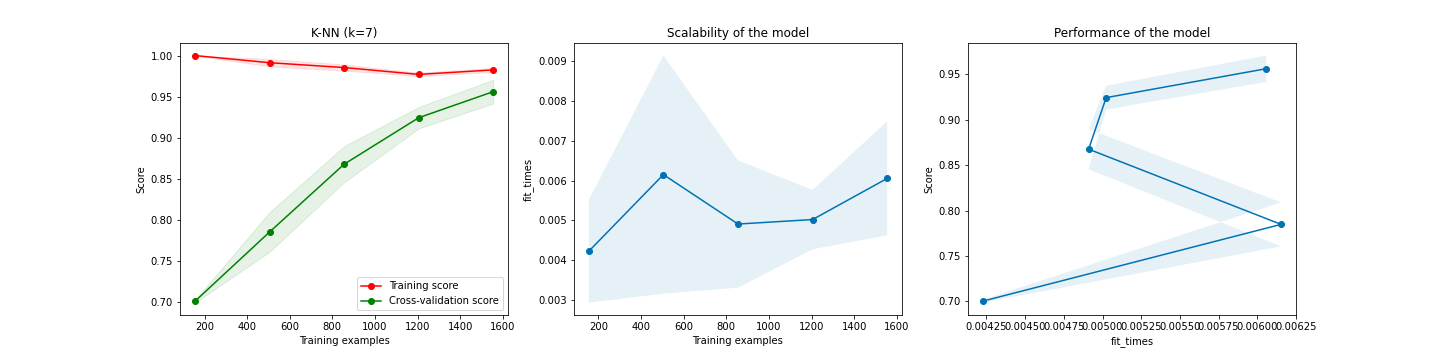 K-NN (k=7)
1.00
0.95
0.90
0.85
0.80
0.75
0.70
Score
Training score
Cross-validation score
200 400 600 800 1000 1200 1400 1600
Training examples
Scalability of the model
0.009
0.008
0.007
0.006
0.005
0.004
0.003
fit_times
200 400 600 800 1000 1200 1400 1600
Training examples
Performance of the model
0.95
0.90
0.85
0.80
0.75
0.70
Score
0.00425 0.00450 0.00475 0.00500 0.00525 0.00550 0.00575 0.00600 0.00625
fit_times